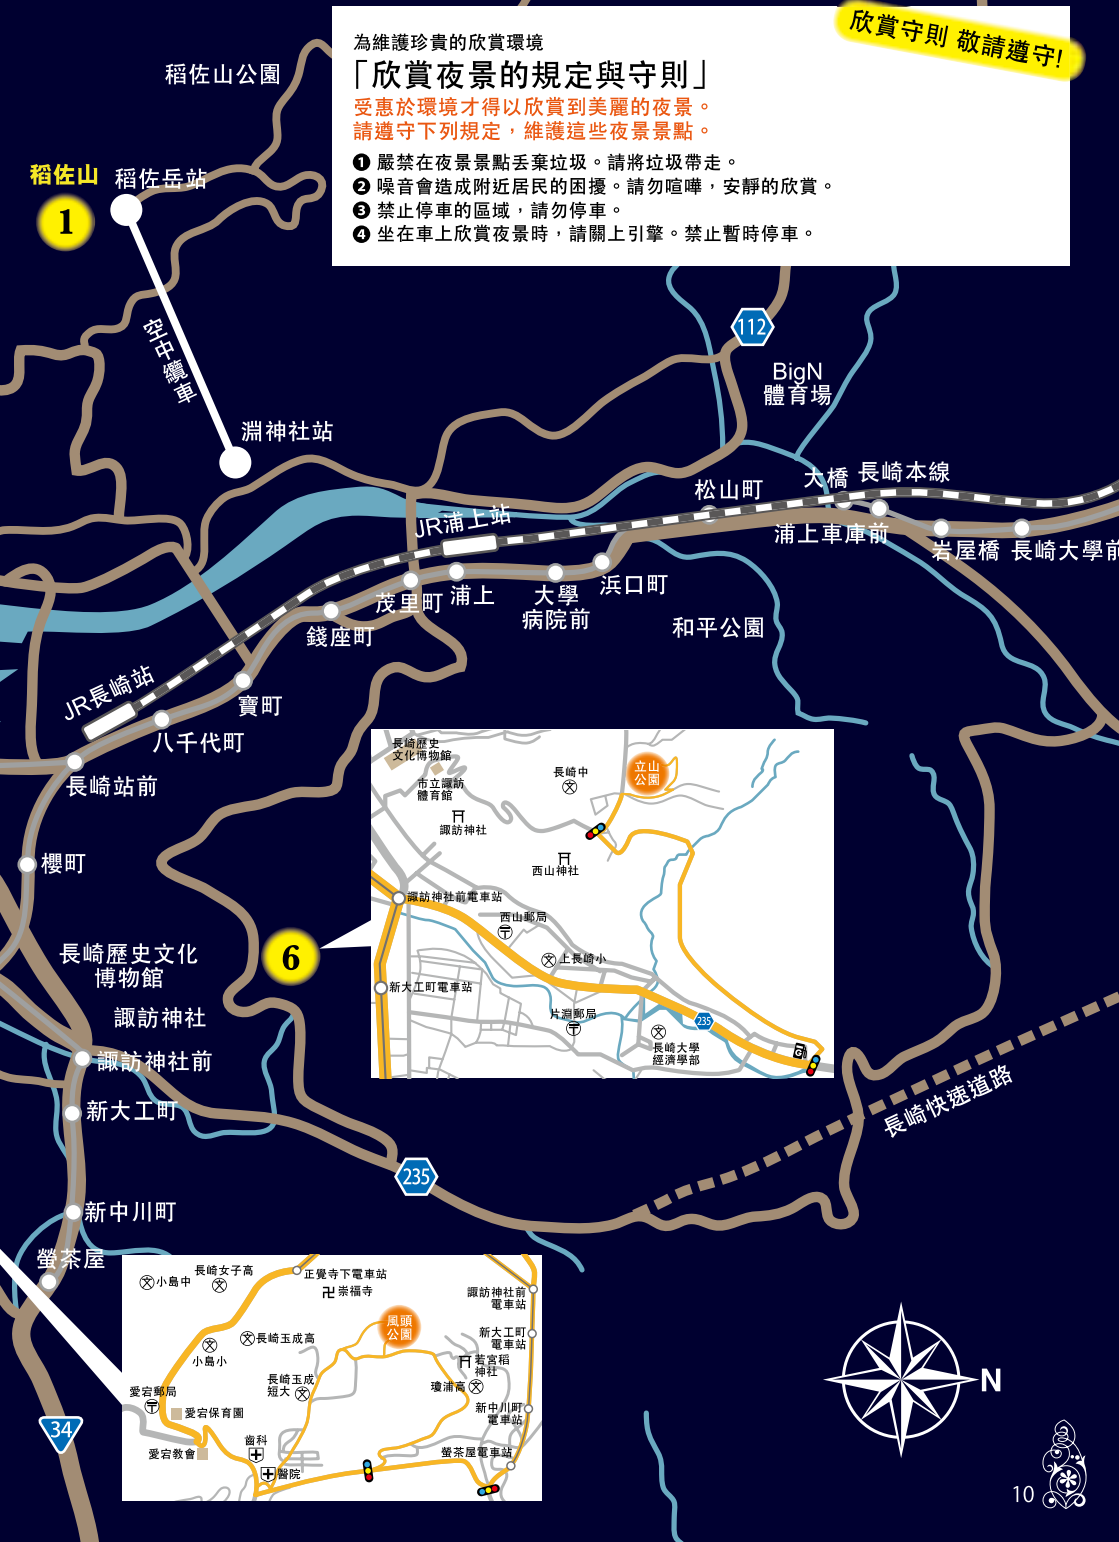 欣賞守則 敬請遵守!
為維護珍貴的欣賞環境
「欣賞夜景的規定與守則」
受惠於環境才得以欣賞到美麗的夜景。
請遵守下列規定，維護這些夜景景點。
❶ 嚴禁在夜景景點丟棄垃圾。請將垃圾帶走。
❷ 噪音會造成附近居民的困擾。請勿喧嘩，安靜的欣賞。
❸ 禁止停車的區域，請勿停車。
❹ 坐在車上欣賞夜景時，請關上引擎。禁止暫時停車。
稻佐山公園
稻佐山
1
稻佐岳站
空中纜車
淵神社站
112
BigN
體育場
松山町
大橋
長崎本線
JR浦上站
浦上車庫前
岩屋橋
長崎大學前
茂里町
浦上
大學
病院前
浜口町
錢座町
和平公園
JR長崎站
寶町
八千代町
長崎站前
櫻町
長崎歷史文化
博物館
諏訪神社
諏訪神社前
新大工町
新中川町
螢茶屋
34
235
6
長崎快速道路
長崎歷史
文化博物館
市立諏訪
體育館
諏訪神社
長崎中
文
立山
公園
西山神社
諏訪神社前電車站
西山郵局
文
上長崎小
新大工町電車站
片淵郵局
235
文
長崎大學
經濟學部
文
小島中
長崎女子高
文
正覺寺下電車站
卍 崇福寺
風頭
公園
諏訪神社前
電車站
文
長崎玉成高
新大工町
電車站
文
小島小
若宮稻
神社
長崎玉成
短大
文
瓊浦高
文
愛宕郵局
愛宕保育園
新中川町
電車站
愛宕教會
齒科
醫院
螢茶屋電車站
N
10